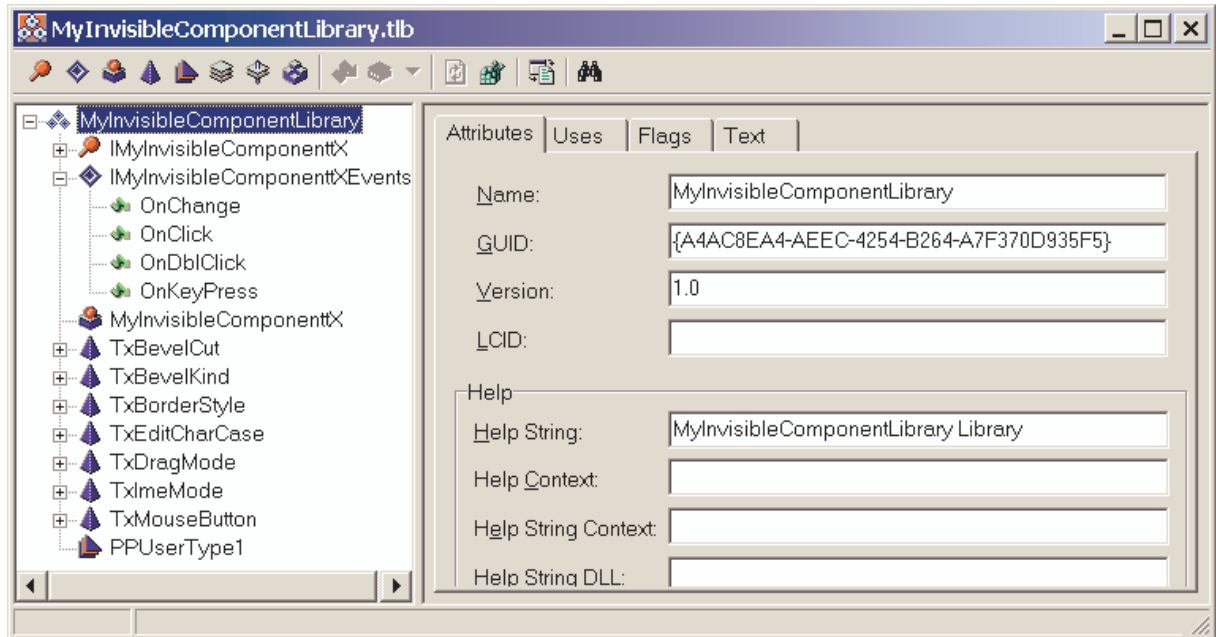 MyInvisibleComponentLibrary.tlb
MyInvisibleComponentLibrary
IMyInvisibleComponenttX
IMyInvisibleComponenttXEvents
OnChange
OnClick
OnDblClick
OnKeyPress
MyInvisibleComponenttX
TxBevelCut
TxBevelKind
TxBorderStyle
TxEditCharCase
TxDragMode
TxImeMode
TxMouseButton
PPUserType1
Attributes Uses Flags Text
Name: MyInvisibleComponentLibrary
GUID: {A4AC8EA4-AEEC-4254-B264-A7F370D935F5}
Version: 1.0
LCID:
Help
Help String: MyInvisibleComponentLibrary Library
Help Context:
Help String Context:
Help String DLL: